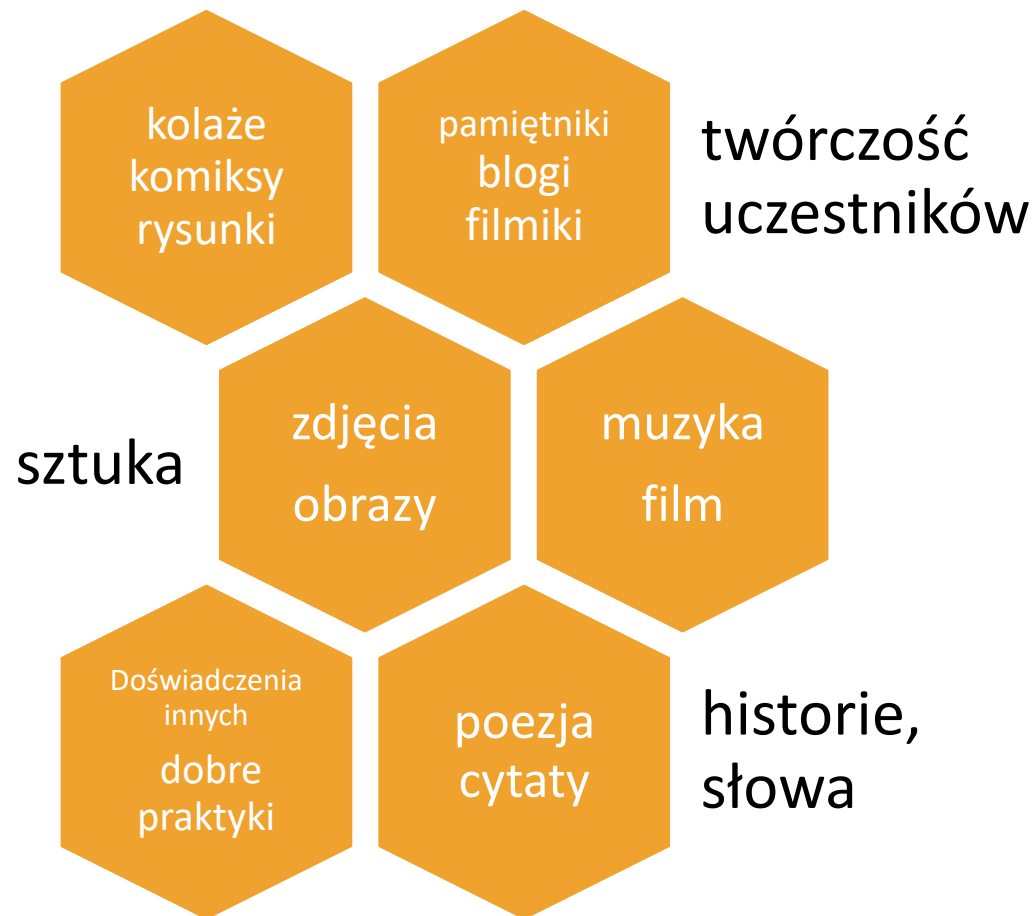 kolaże
komiksy
rysunki
pamiętniki
blogi
filmiki
twórczość
uczestników
sztuka
zdjęcia
obrazy
muzyka
film
Doświadczenia
innych
dobre
praktyki
poezja
cytaty
historie,
słowa